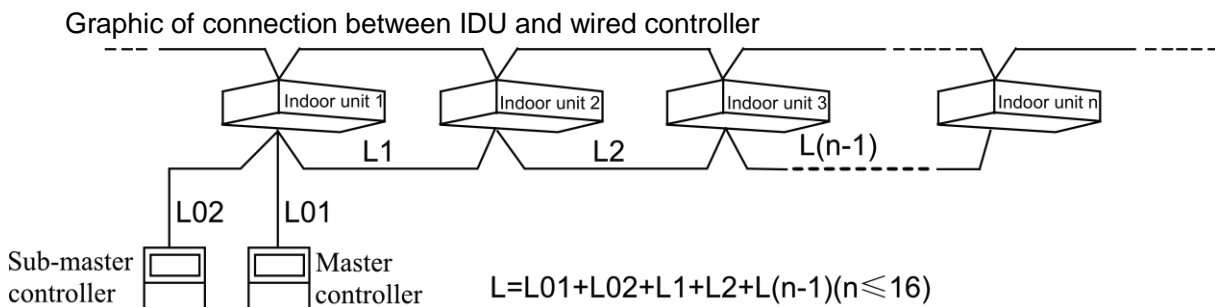 Graphic of connection between IDU and wired controller
Indoor unit 1
Indoor unit 2
Indoor unit 3
Indoor unit n
L1
L2
L(n-1)
L02
L01
Sub-master
controller
Master
controller
L=L01+L02+L1+L2+L(n-1)(n≤16)